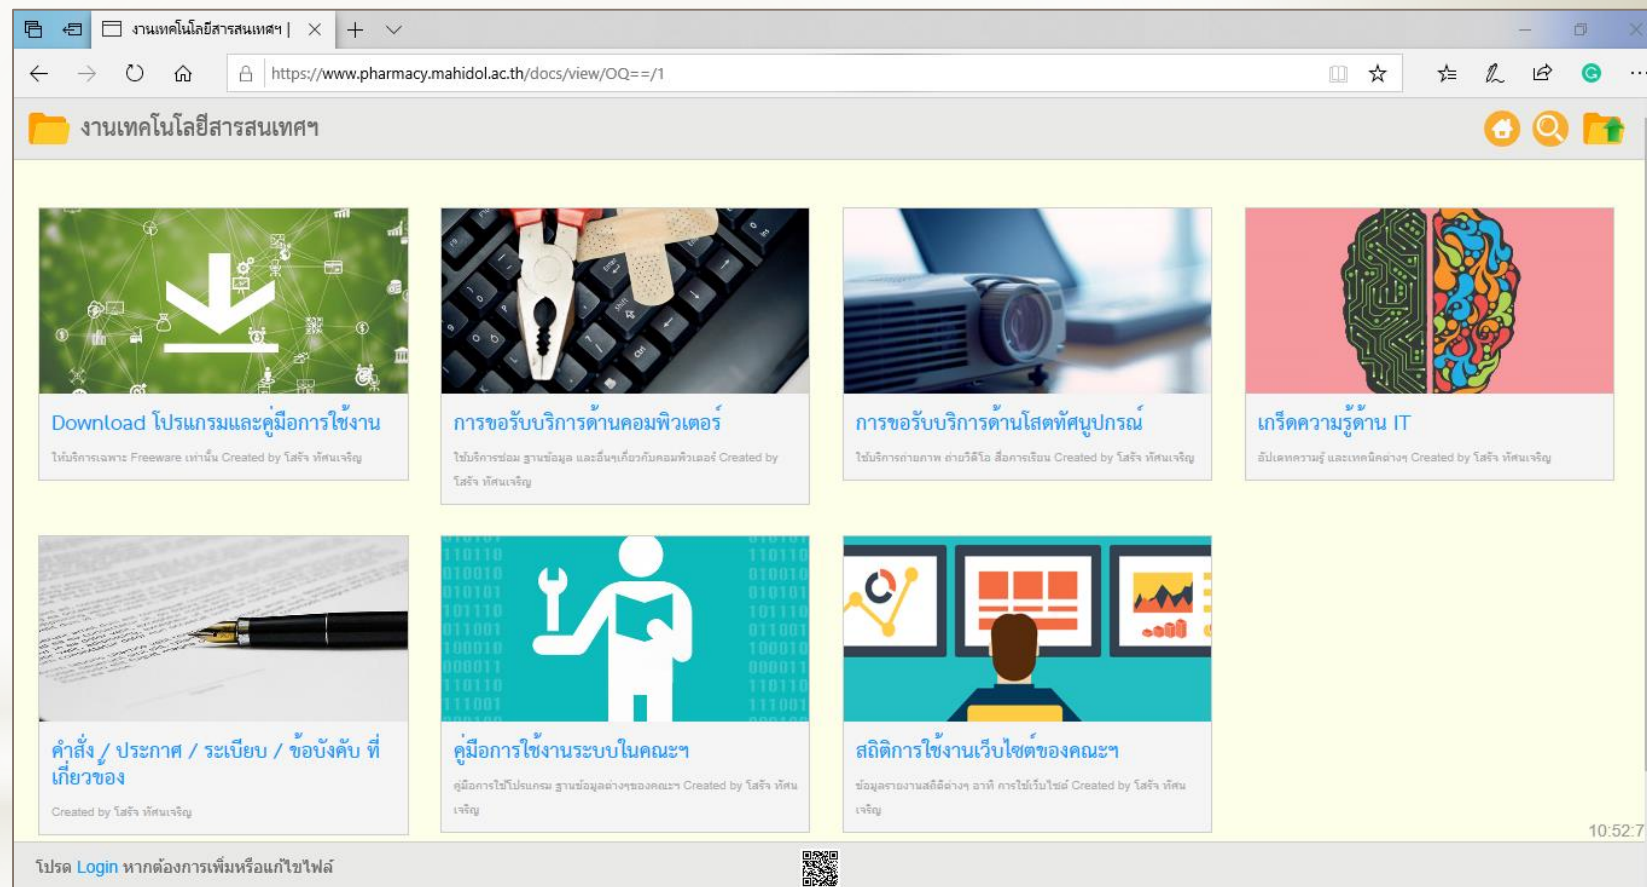 งานเทคโนโลยีสารสนเทศฯ |
https://www.pharmacy.mahidol.ac.th/docs/view/OQ==/1
งานเทคโนโลยีสารสนเทศฯ
Download โปรแกรมและคู่มือการใช้งาน
ให้บริการเฉพาะ Freeware เท่านั้น Created by โสรัจ ทัศนเจริญ
การขอรับบริการด้านคอมพิวเตอร์
ใช้บริการซ่อม ฐานข้อมูล และอื่นๆเกี่ยวกับคอมพิวเตอร์ Created by
โสรัจ ทัศนเจริญ
การขอรับบริการด้านโสตทัศนูปกรณ์
ใช้บริการถ่ายภาพ ถ่ายวีดีโอ สื่อการเรียน Created by โสรัจ ทัศนเจริญ
เกร็ดความรู้ด้าน IT
อัปเดทความรู้ และเทคนิคต่างๆ Created by โสรัจ ทัศนเจริญ
คำสั่ง / ประกาศ / ระเบียบ / ข้อบังคับ ที่
เกี่ยวข้อง
Created by โสรัจ ทัศนเจริญ
คู่มือการใช้งานระบบในคณะฯ
คู่มือการใช้โปรแกรม ฐานข้อมูลต่างๆของคณะฯ Created by โสรัจ ทัศน
เจริญ
สถิติการใช้งานเว็บไซต์ของคณะฯ
ข้อมูลรายงานสถิติต่างๆ อาทิ การใช้เว็บไซต์ Created by โสรัจ ทัศน
เจริญ
10:52:7
โปรด Login หากต้องการเพิ่มหรือแก้ไขไฟล์